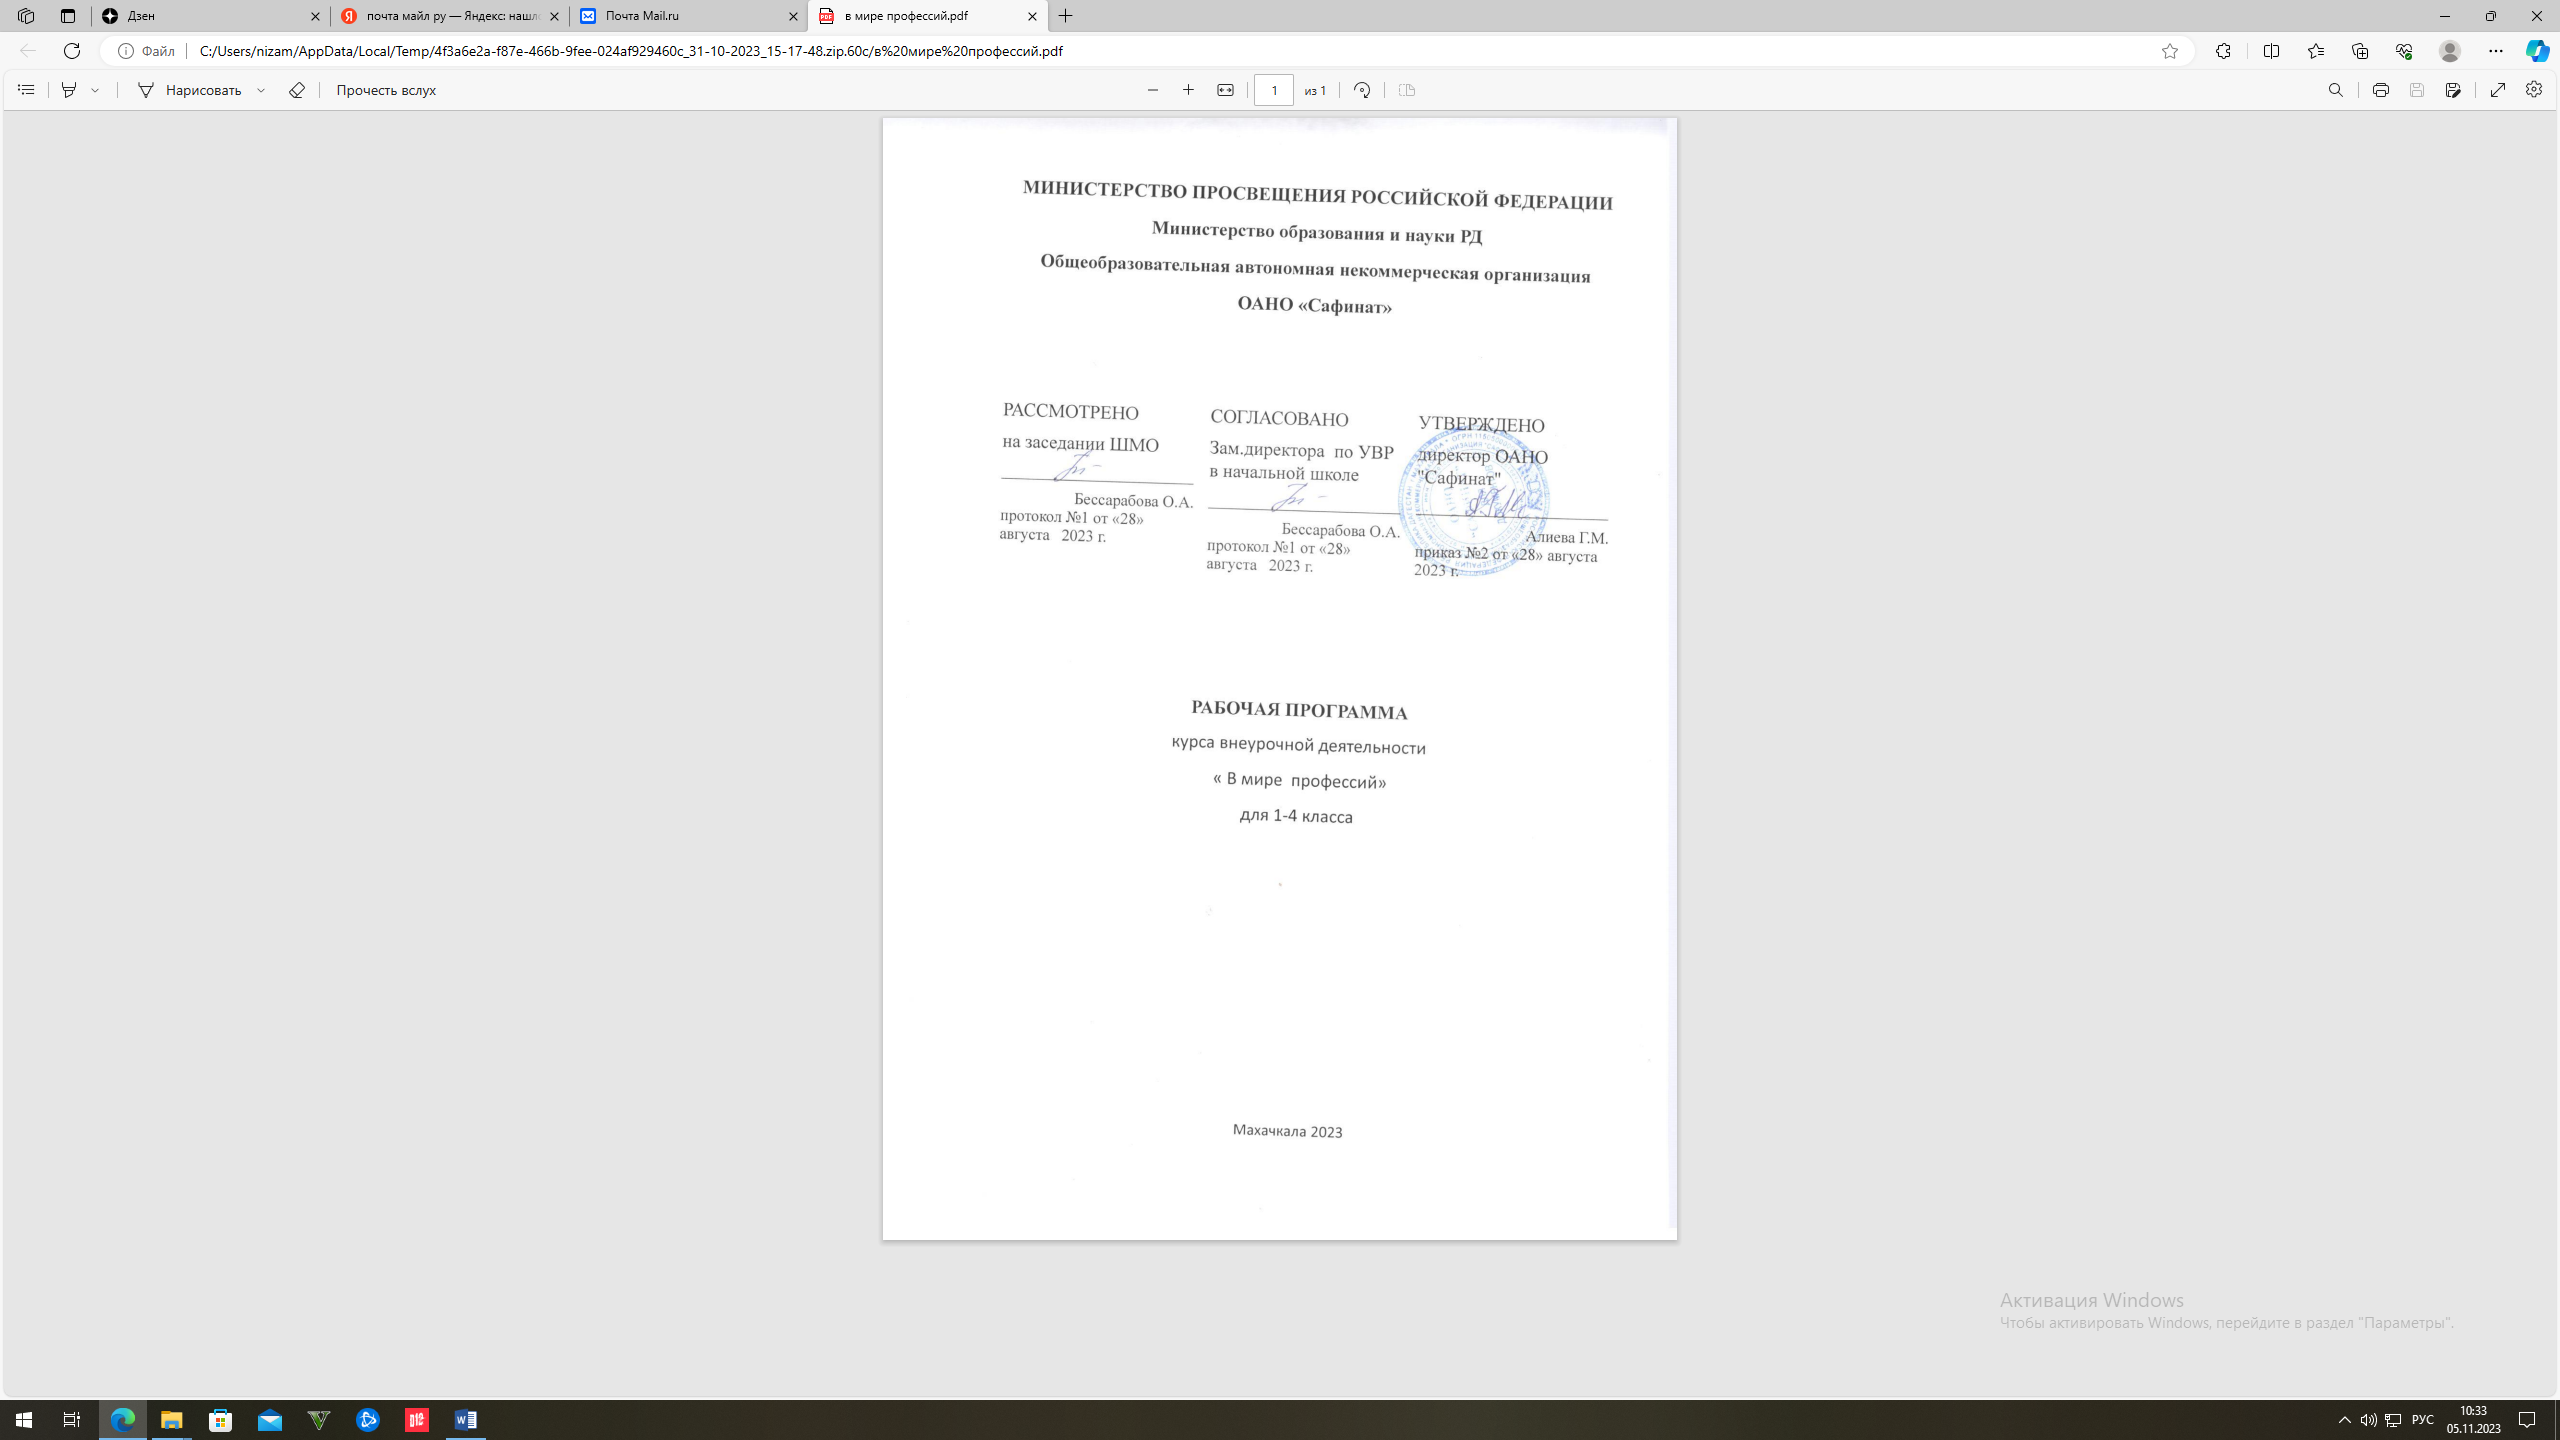 Дзен
почта майл ру — Яндекс: нашл
Почта Mail.ru
в мире профессий.pdf
Файл
C:/Users/nizam/AppData/Local/Temp/4f3a6e2a-f87e-466b-9fee-024af929460c_31-10-2023_15-17-48.zip.60c/в%20мире%20профессий.pdf
Нарисовать
Прочесть вслух
1 из 1
МИНИСТЕРСТВО ПРОСВЕЩЕНИЯ РОССИЙСКОЙ ФЕДЕРАЦИИ
Министерство образования и науки РД
Общеобразовательная автономная некоммерческая организация
ОАНО «Сафинат»
РАССМОТРЕНО
на заседании ШМО
Бессарабова О.А.
протокол №1 от «28»
августа 2023 г.
СОГЛАСОВАНО
Зам.директора по УВР
в начальной школе
Бессарабова О.А.
протокол №1 от «28»
августа 2023 г.
УТВЕРЖДЕНО
директор ОАНО
"Сафинат"
Алиева Г.М.
приказ №2 от «28» августа
2023 г.
РАБОЧАЯ ПРОГРАММА
курса внеурочной деятельности
« В мире профессий»
для 1-4 класса
Махачкала 2023
Активация Windows
Чтобы активировать Windows, перейдите в раздел "Параметры".
РУС
10:33
05.11.2023